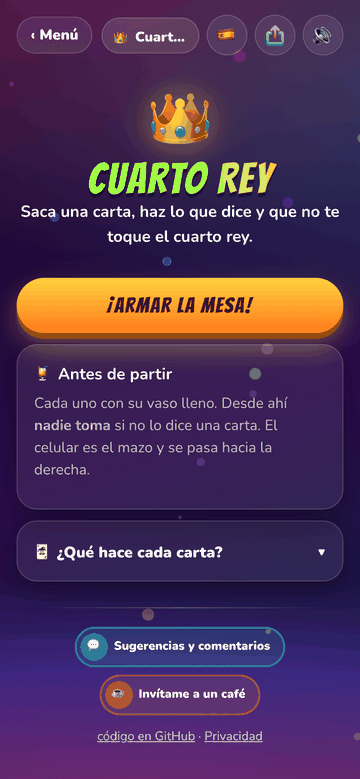 ‹ Menú
Cuart...
CUARTO REY
Saca una carta, haz lo que dice y que no te
toque el cuarto rey.
¡ARMAR LA MESA!
Antes de partir
Cada uno con su vaso lleno. Desde ahí
nadie toma si no lo dice una carta. El
celular es el mazo y se pasa hacia la
derecha.
¿Qué hace cada carta? ▼
Sugerencias y comentarios
Invítame a un café
código en GitHub · Privacidad